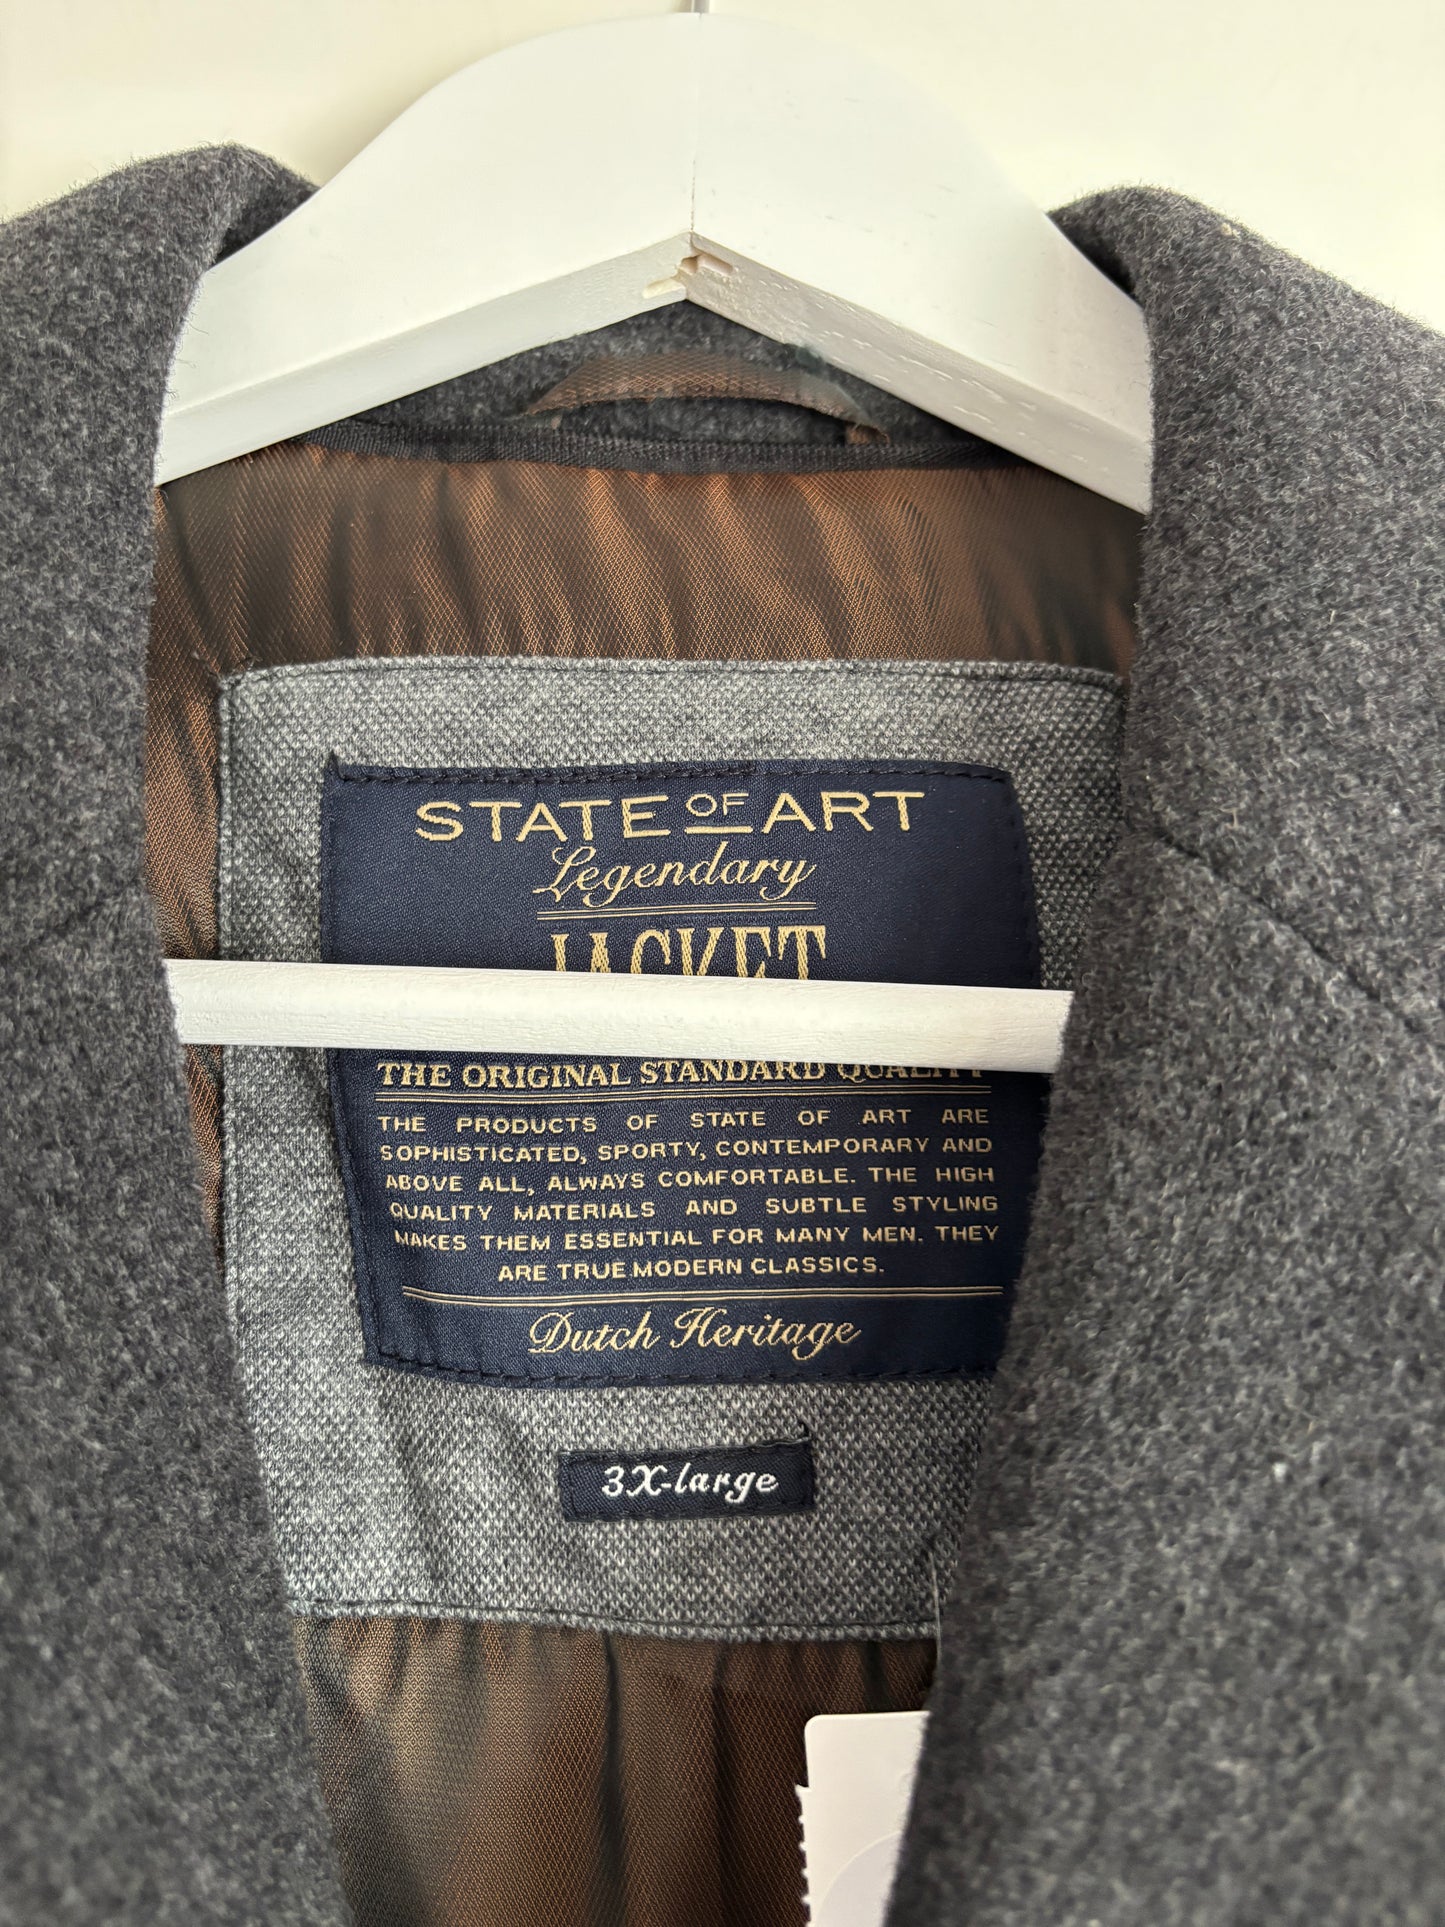 STATE OF ART
Legendary
JACKET
THE ORIGINAL STANDARD QUALITY
THE PRODUCTS OF STATE OF ART ARE
SOPHISTICATED, SPORTY, CONTEMPORARY AND
ABOVE ALL, ALWAYS COMFORTABLE. THE HIGH
QUALITY MATERIALS AND SUBTLE STYLING
MAKES THEM ESSENTIAL FOR MANY MEN. THEY
ARE TRUE MODERN CLASSICS.
Dutch Heritage
3X-large